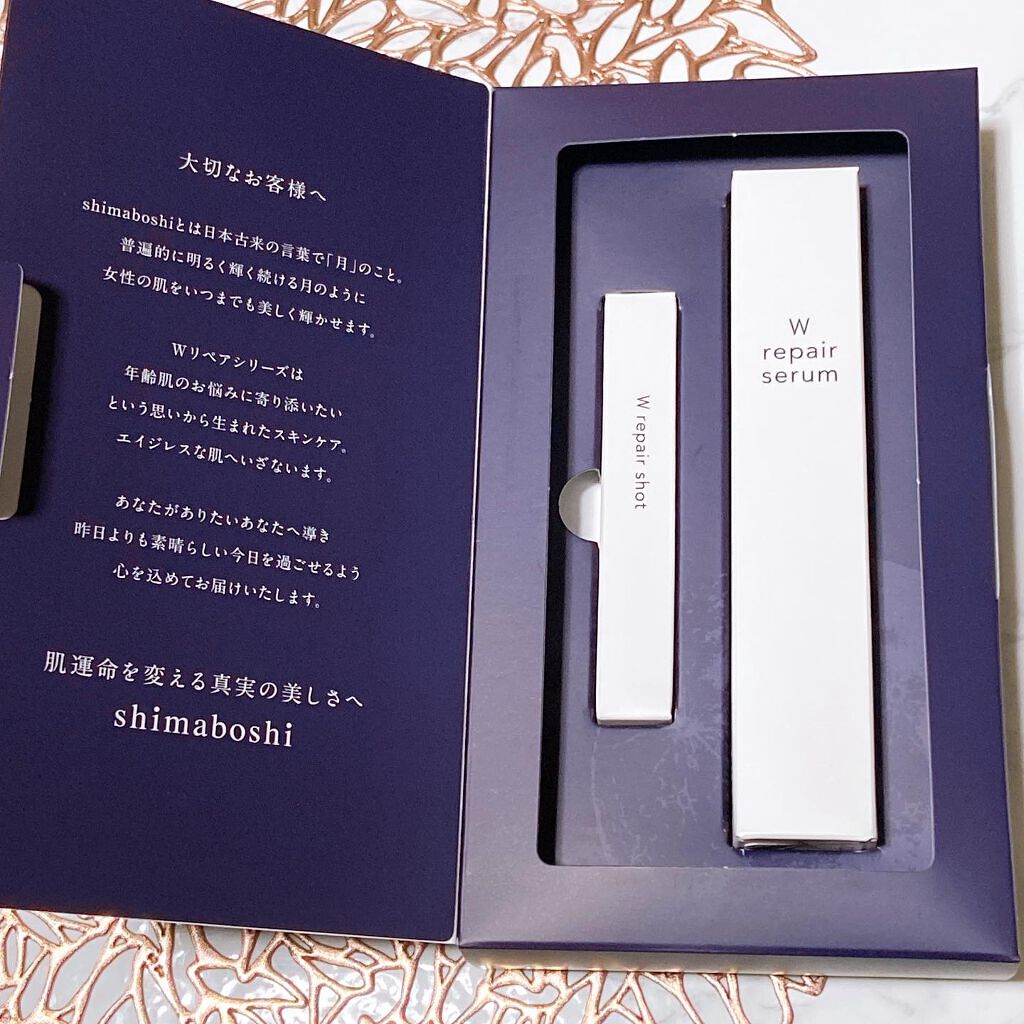 大切なお客様へ
shimaboshiとは日本古来の言葉で「月」のこと。
普遍的に明るく輝く続ける月のように
女性の肌をいつまでも美しく輝かせます。
Wリペアシリーズは
年齢肌のお悩みに寄り添いたい
という思いから生まれたスキンケア。
エイジレスな肌へいざないます。
あなたがありたいあなたへ導き
昨日よりも素晴らしい今日を過ごせるよう
心を込めてお届けいたします。
肌運命を変える真実の美しさへ
shimaboshi
W repair shot
W
repair
serum